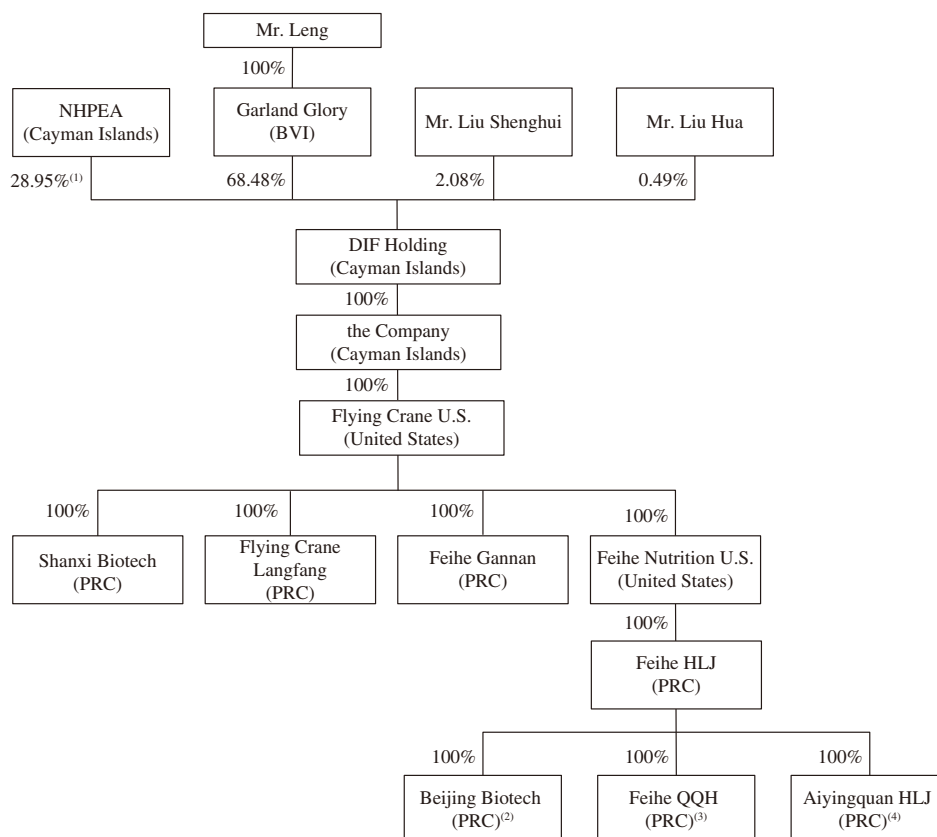 Mr. Leng
100%
NHPEA
(Cayman Islands)
Garland Glory
(BVI)
Mr. Liu Shenghui
Mr. Liu Hua
28.95%(1)
68.48%
2.08%
0.49%
DIF Holding
(Cayman Islands)
100%
the Company
(Cayman Islands)
100%
Flying Crane U.S.
(United States)
100%
100%
100%
100%
Shanxi Biotech
(PRC)
Flying Crane
Langfang
(PRC)
Feihe Gannan
(PRC)
Feihe Nutrition U.S.
(United States)
100%
Feihe HLJ
(PRC)
100%
100%
100%
Beijing Biotech
(PRC)(2)
Feihe QQH
(PRC)(3)
Aiyingquan HLJ
(PRC)(4)